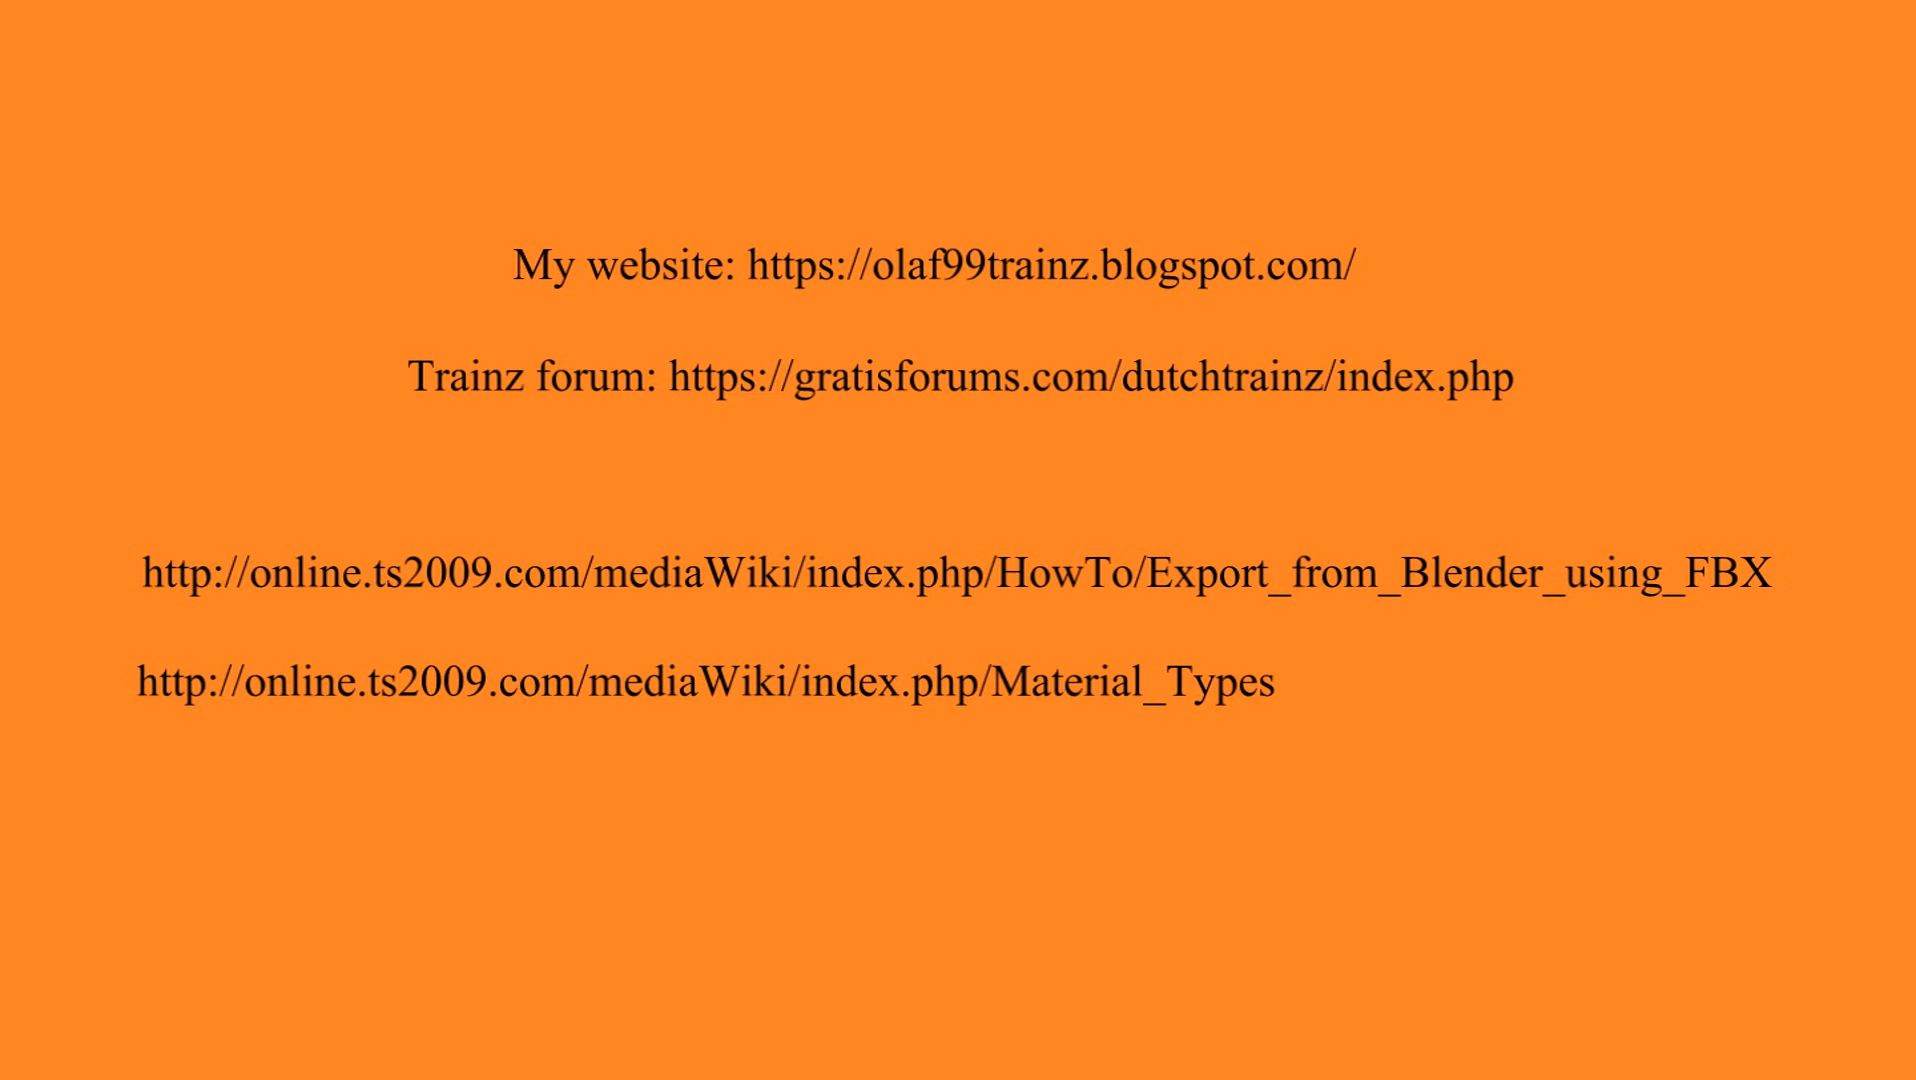 My website: https://olaf99trainz.blogspot.com/
Trainz forum: https://gratisforums.com/dutchtrainz/index.php
http://online.ts2009.com/mediaWiki/index.php/HowTo/Export_from_Blender_using_FBX
http://online.ts2009.com/mediaWiki/index.php/Material_Types